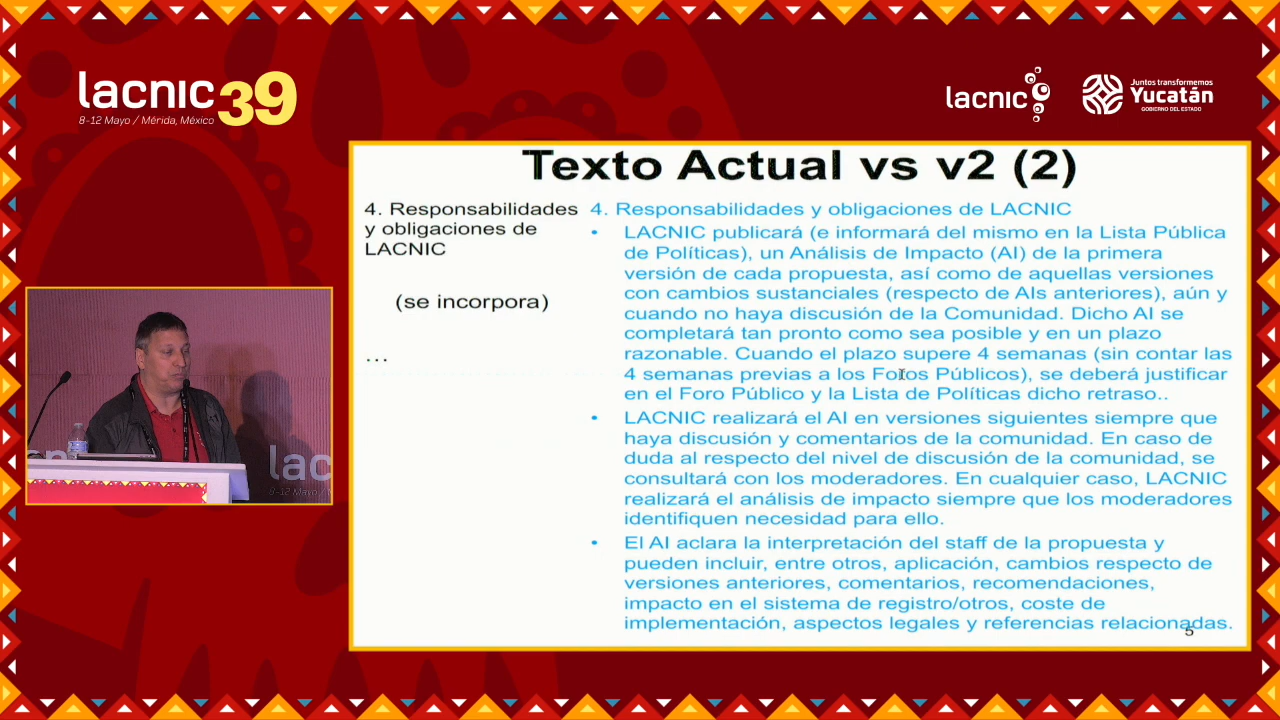 lacnic39
8-12 Mayo / Mérida, México
lacnic
Juntos transformemos
Yucatán
GOBIERNO DEL ESTADO
Texto Actual vs v2 (2)
4. Responsabilidades
y obligaciones de
LACNIC
(se incorpora)
...
4. Responsabilidades y obligaciones de LACNIC
• LACNIC publicará (e informará del mismo en la Lista Pública
de Políticas), un Análisis de Impacto (AI) de la primera
versión de cada propuesta, así como de aquellas versiones
con cambios sustanciales (respecto de AIs anteriores), aún y
cuando no haya discusión de la Comunidad. Dicho AI se
completará tan pronto como sea posible y en un plazo
razonable. Cuando el plazo supere 4 semanas (sin contar las
4 semanas previas a los Foros Públicos), se deberá justificar
en el Foro Público y la Lista de Políticas dicho retraso..
• LACNIC realizará el AI en versiones siguientes siempre que
haya discusión y comentarios de la comunidad. En caso de
duda al respecto del nivel de discusión de la comunidad, se
consultará con los moderadores. En cualquier caso, LACNIC
realizará el análisis de impacto siempre que los moderadores
identifiquen necesidad para ello.
• El AI aclara la interpretación del staff de la propuesta y
pueden incluir, entre otros, aplicación, cambios respecto de
versiones anteriores, comentarios, recomendaciones,
impacto en el sistema de registro/otros, coste de
implementación, aspectos legales y referencias relacionadas.
5
lac
8-12 Mayo /